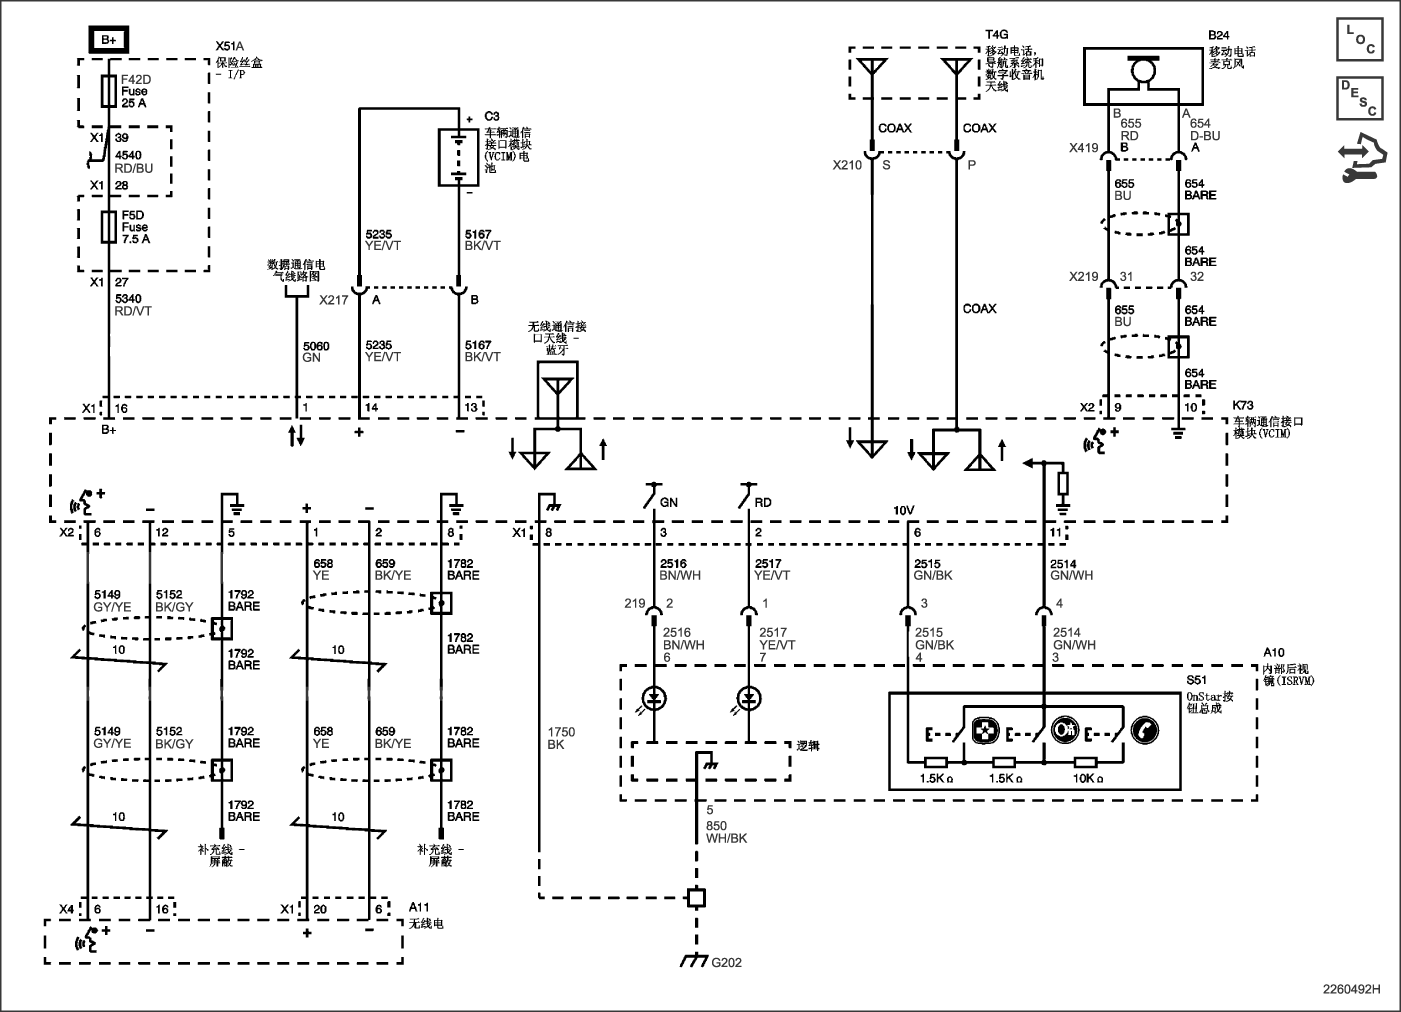 B+
X51A
保险丝盒
- I/P
F42D
Fuse
25 A
X1 39
4540
RD/BU
X1 28
F5D
Fuse
7.5 A
X1 27
5340
RD/VT
数据通信电
气线路图
5060
GN
C3
车辆通信
接口模块
(VCIM)电
池
+
-
5235
YE/VT
5167
BK/VT
X217 A B
5235
YE/VT
5167
BK/VT
无线通信接
口天线 -
蓝牙
T4G
移动电话，
导航系统和
数字收音机
天线
COAX COAX
X210 S P
COAX
B24
移动电话
麦克风
B A
655
RD
654
D-BU
X419 B A
655
BU
654
BARE
654
BARE
X219 31 32
655
BU
654
BARE
654
BARE
L
O
C
D
E
S
C
X1 16 1 14 13
X2 9 10
K73
车辆通信接口
模块(VCIM)
B+ + - +
+ - + -
GN RD 10V
X2 6 12 5 1 2 8
X1 8 3 2 6 11
5149
GY/YE
5152
BK/GY
1792
BARE
658
YE
659
BK/YE
1782
BARE
1792
BARE
1782
BARE
10 10
5149
GY/YE
5152
BK/GY
1792
BARE
658
YE
659
BK/YE
1782
BARE
1792
BARE
1782
BARE
10 10
补充线 -
屏蔽
补充线 -
屏蔽
X4 6 16
X1 20 6
A11
无线电
+ - + -
1750
BK
2516
BN/WH
2517
YE/VT
2515
GN/BK
2514
GN/WH
219 2 1 3 4
2516
BN/WH
2517
YE/VT
2515
GN/BK
2514
GN/WH
6 7 4 3
A10
内部后视
镜(ISRVM)
S51
OnStar按
钮总成
逻辑
1.5K Ω 1.5K Ω 10K Ω
5
850
WH/BK
G202
2260492H